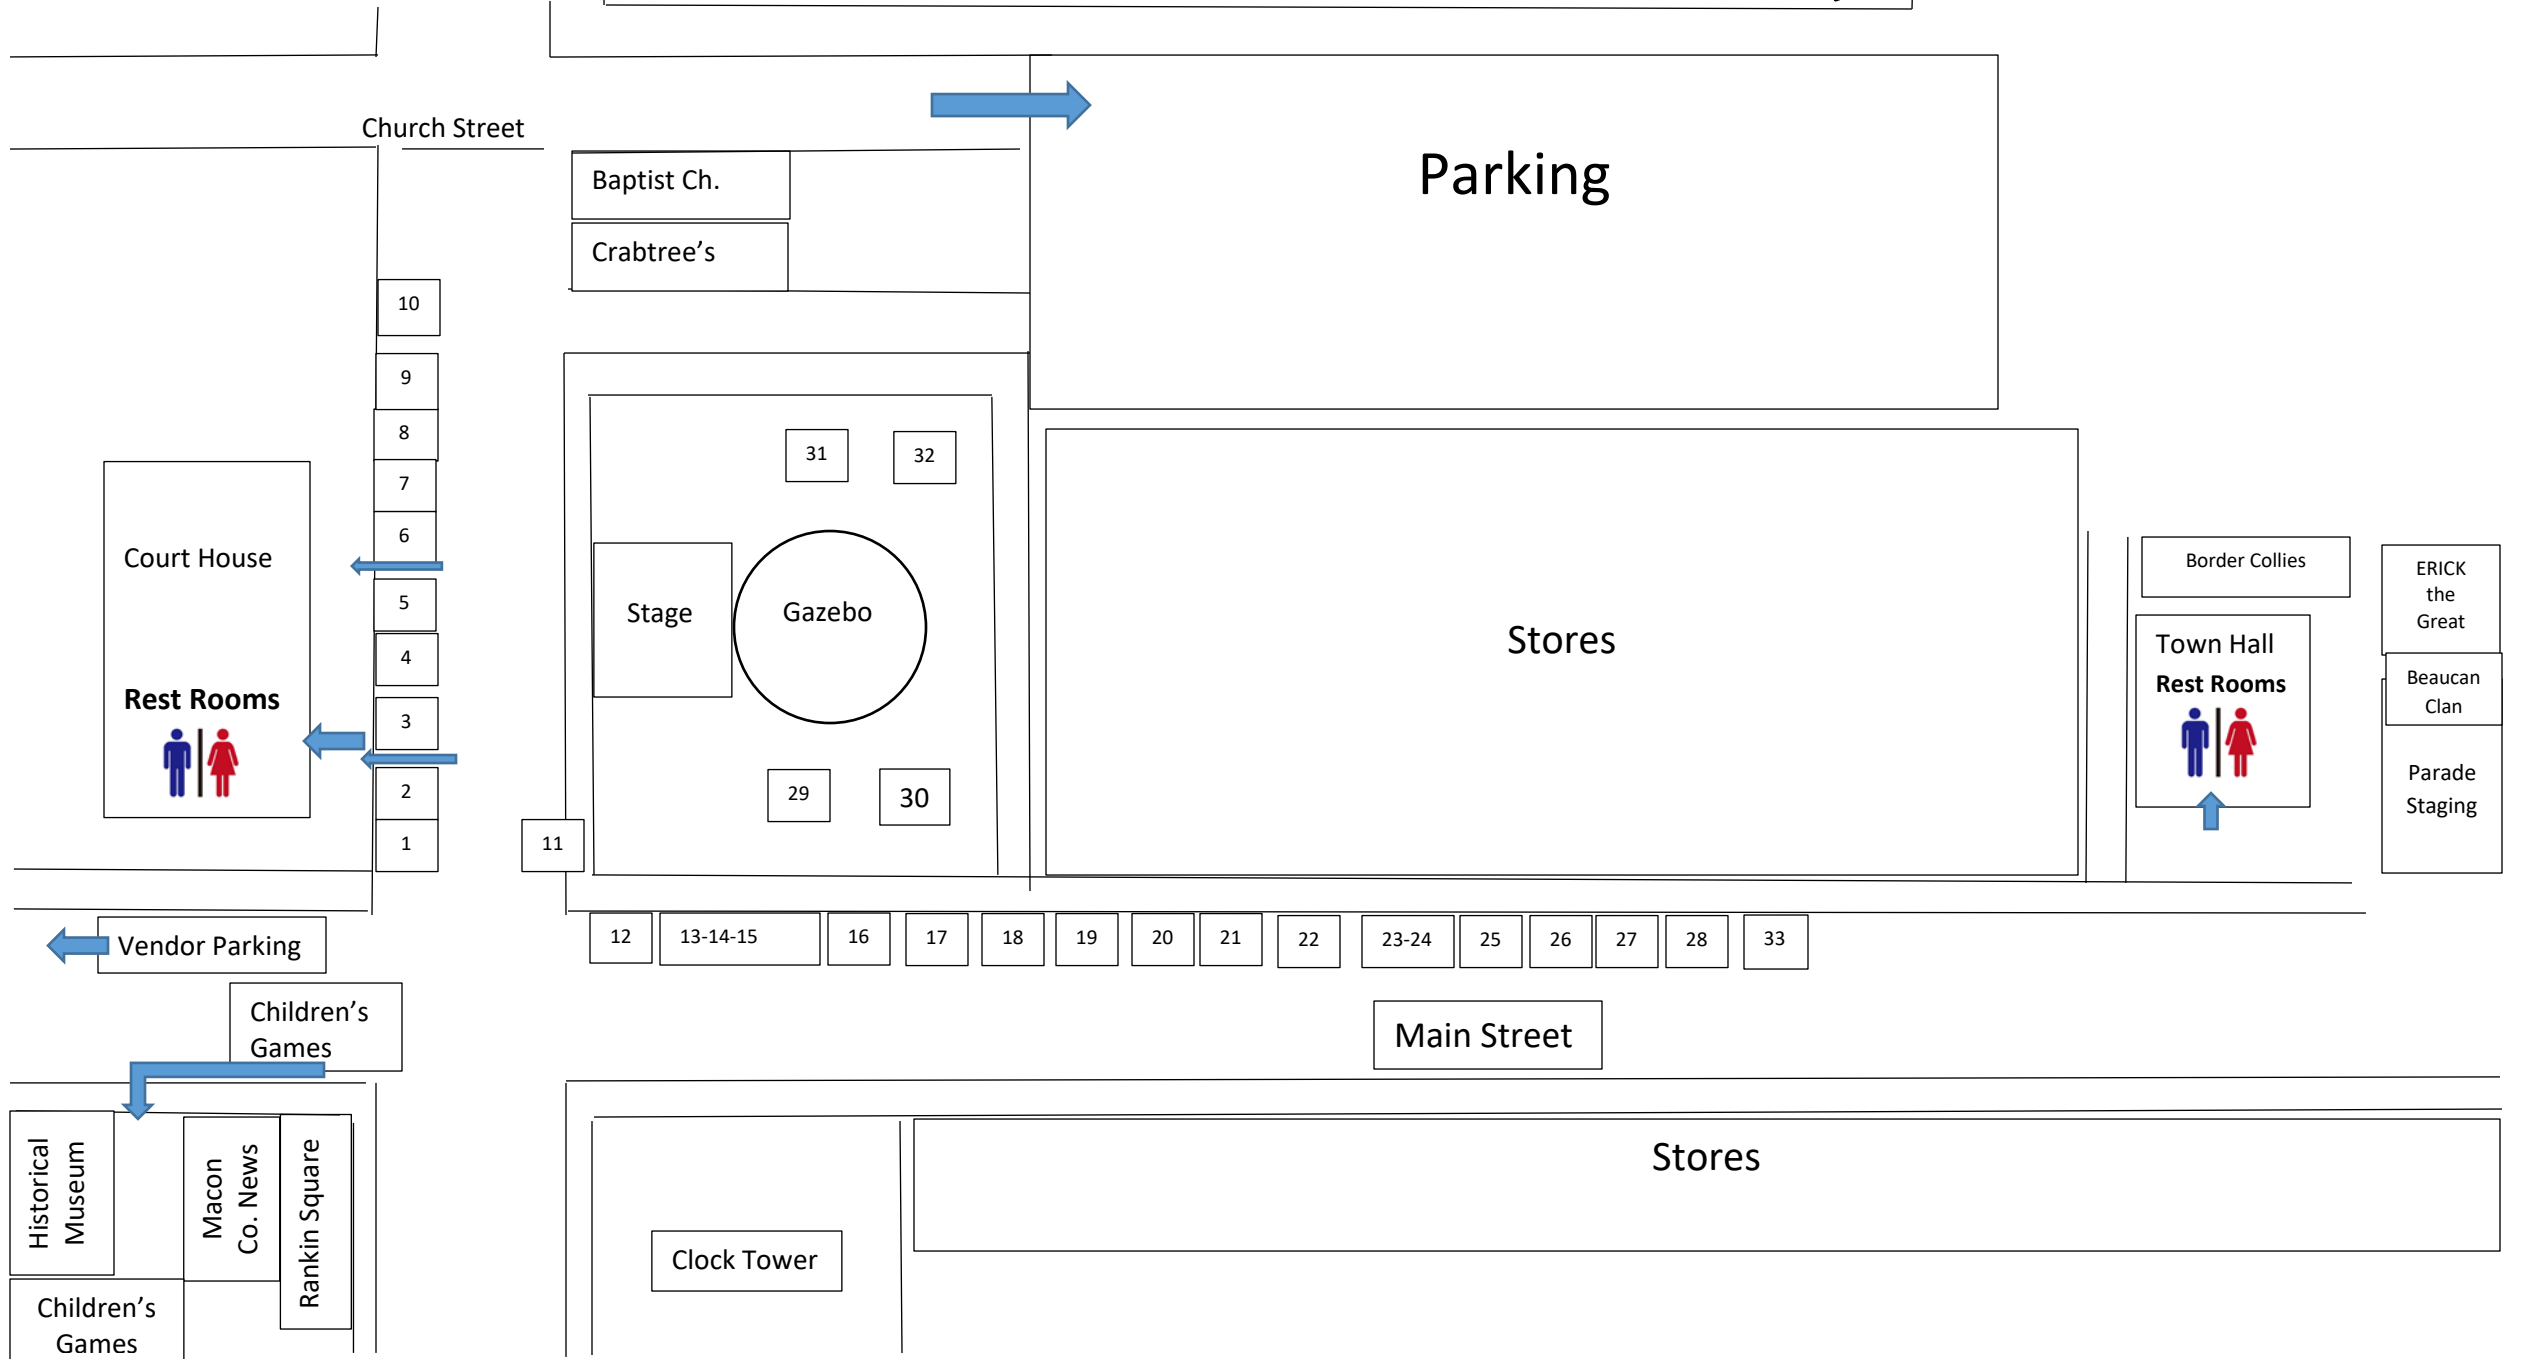 Church Street
Parking
Baptist Ch.
Crabtree's
10
9
8
7
6
5
4
3
2
1
Court House
Rest Rooms
31
32
Stage
Gazebo
29
30
11
Stores
Border Collies
ERICK
the
Great
Town Hall
Rest Rooms
Beaucan
Clan
Parade
Staging
Vendor Parking
12
13-14-15
16
17
18
19
20
21
22
23-24
25
26
27
28
33
Children's
Games
Main Street
Historical
Museum
Macon
Co. News
Rankin Square
Stores
Clock Tower
Children's
Games